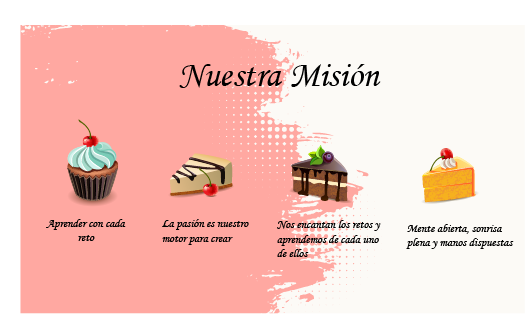 Nuestra Misión
Aprender con cada
reto
La pasión es nuestro
motor para crear
Nos encantan los retos y
aprendemos de cada uno
de ellos
Mente abierta, sonrisa
plena y manos dispuestas